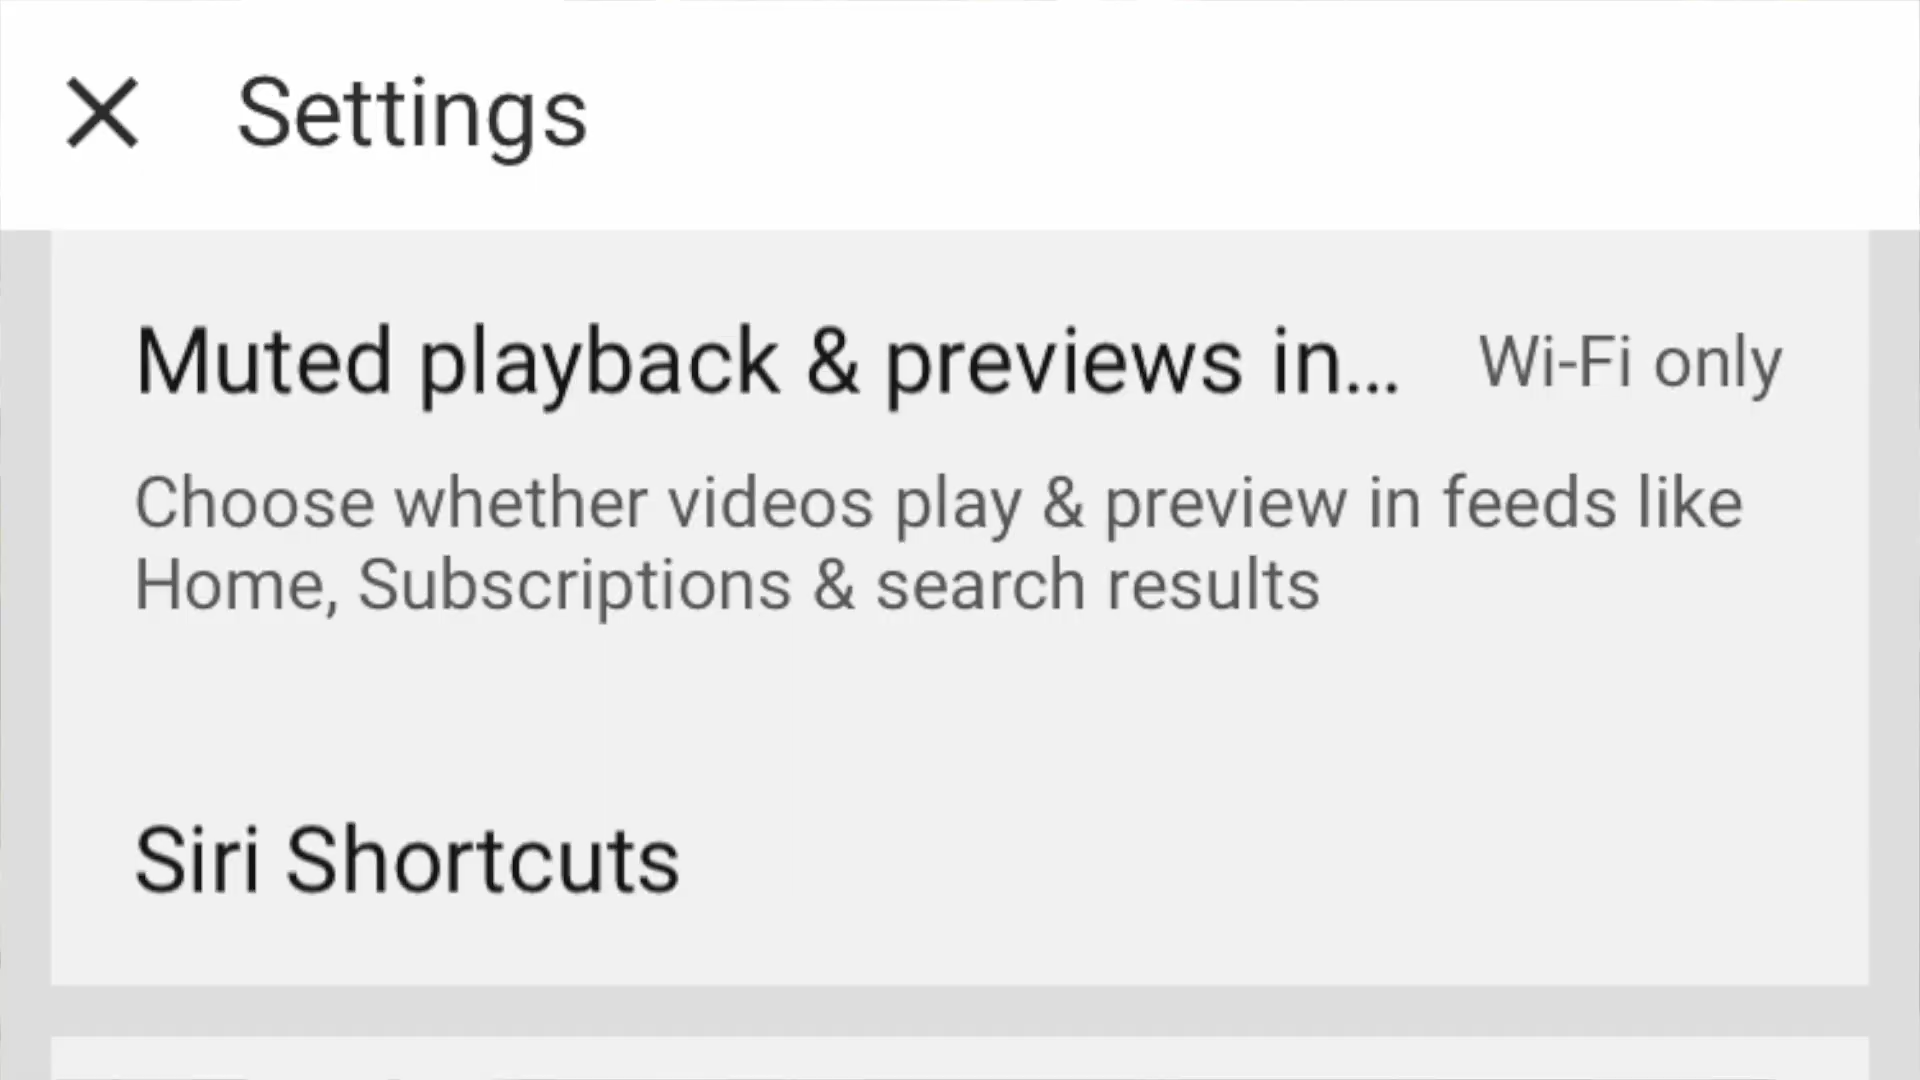 Settings
Muted playback & previews in... Wi-Fi only
Choose whether videos play & preview in feeds like
Home, Subscriptions & search results
Siri Shortcuts